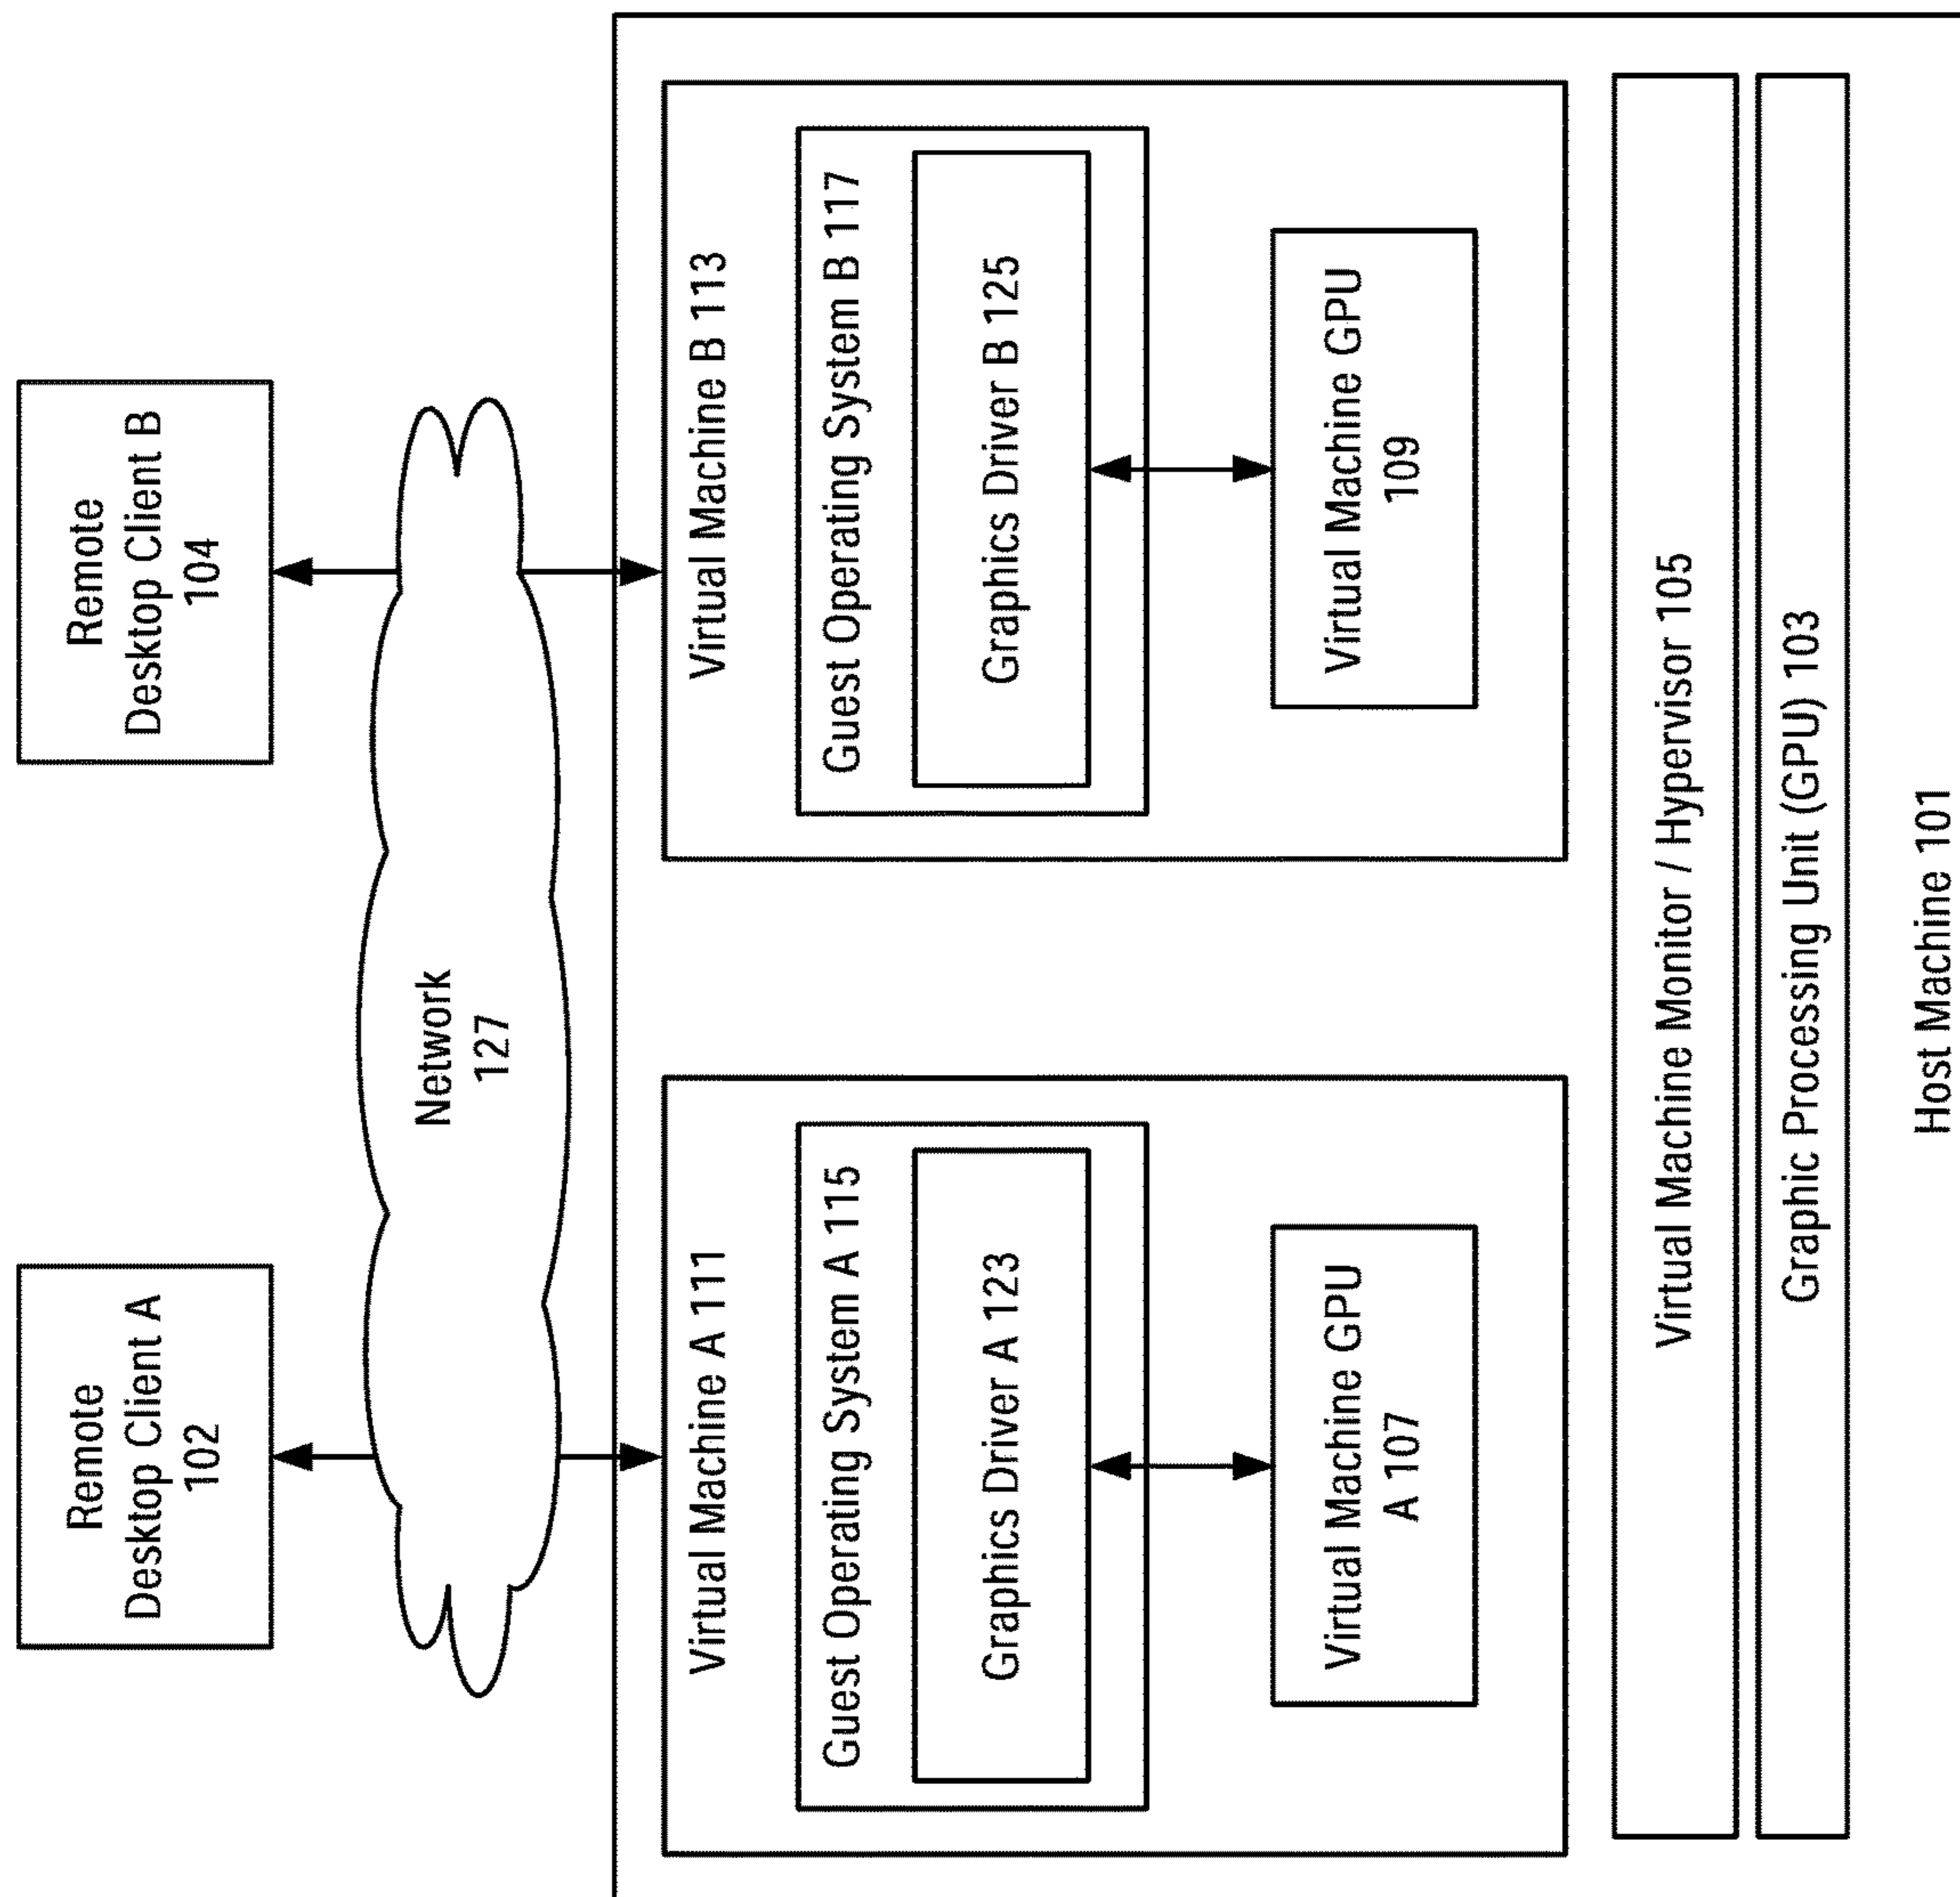 Remote
Desktop Client A
102
Remote
Desktop Client B
104
Network
127
Virtual Machine A 111
Guest Operating System A 115
Graphics Driver A 123
Virtual Machine GPU
A 107
Virtual Machine B 113
Guest Operating System B 117
Graphics Driver B 125
Virtual Machine GPU
109
Virtual Machine Monitor / Hypervisor 105
Graphic Processing Unit (GPU) 103
Host Machine 101